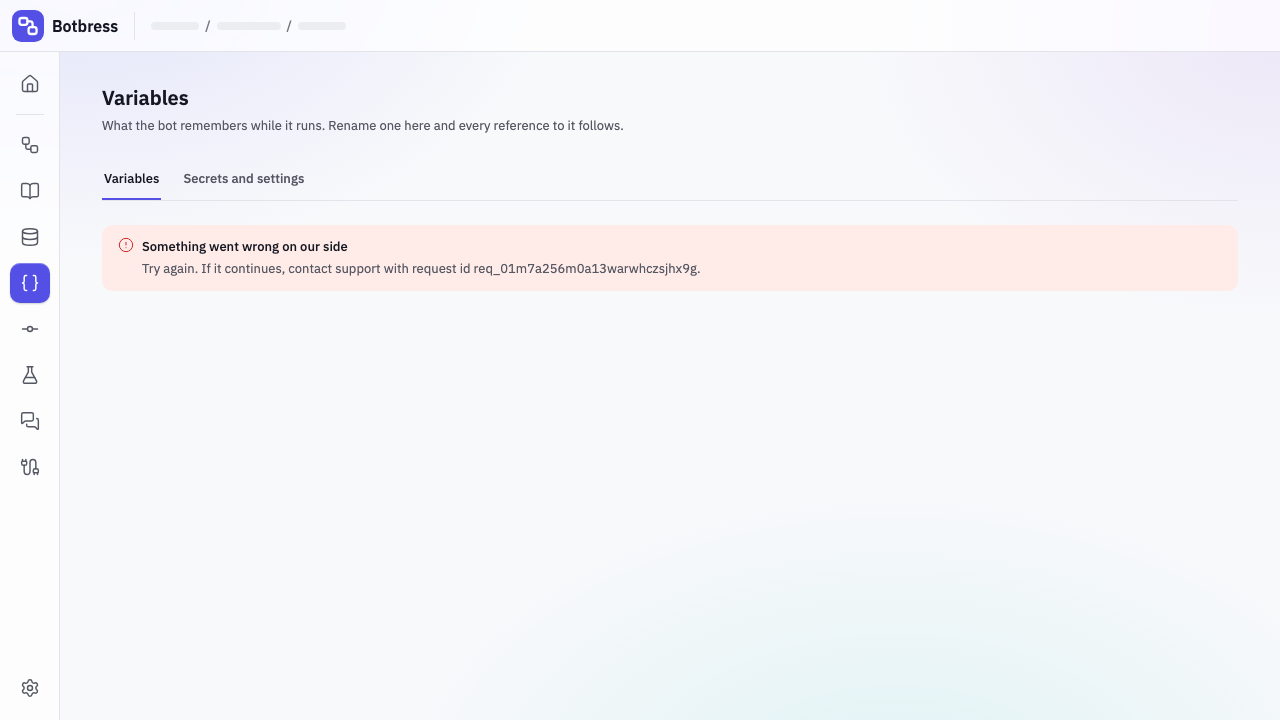 Botbress / / /
Variables
What the bot remembers while it runs. Rename one here and every reference to it follows.
Variables Secrets and settings
Something went wrong on our side
Try again. If it continues, contact support with request id req_01m7a256m0a13warwhczsjhx9g.